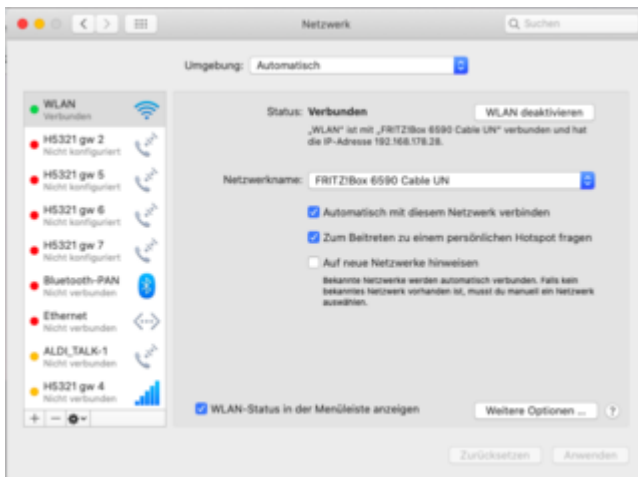 Netzwerk
Suchen
Umgebung: Automatisch
WLAN
Verbunden
H5321 gw 2
Nicht konfiguriert
H5321 gw 5
Nicht konfiguriert
H5321 gw 6
Nicht konfiguriert
H5321 gw 7
Nicht konfiguriert
Bluetooth-PAN
Nicht verbunden
Ethernet
Nicht verbunden
ALDI_TALK-1
Nicht verbunden
H5321 gw 4
Nicht verbunden
Status: Verbunden
WLAN deaktivieren
„WLAN“ ist mit „FRITZ!Box 6590 Cable UN“ verbunden und hat
die IP-Adresse 192.168.178.28.
Netzwerkname: FRITZ!Box 6590 Cable UN
Automatisch mit diesem Netzwerk verbinden
Zum Beitreten zu einem persönlichen Hotspot fragen
Auf neue Netzwerke hinweisen
Bekannte Netzwerke werden automatisch verbunden. Falls kein
bekanntes Netzwerk vorhanden ist, musst du manuell ein Netzwerk
auswählen.
WLAN-Status in der Menüleiste anzeigen
Weitere Optionen ...
?
Zurücksetzen
Anwenden